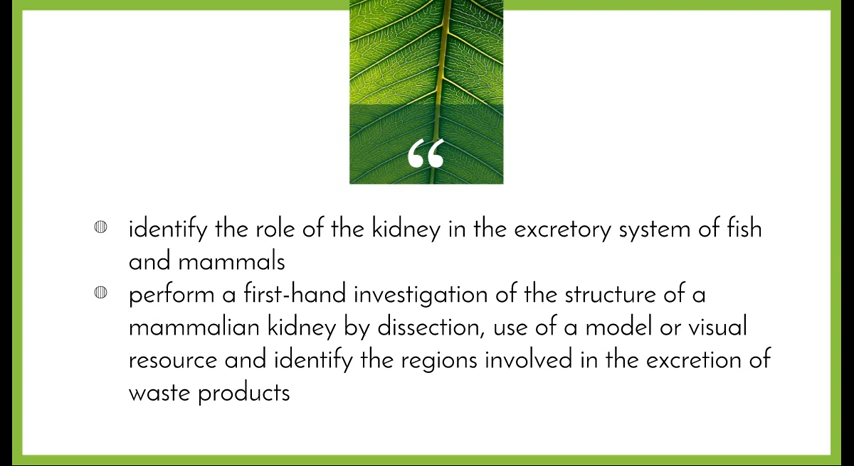 “
identify the role of the kidney in the excretory system of fish
and mammals
perform a first-hand investigation of the structure of a
mammalian kidney by dissection, use of a model or visual
resource and identify the regions involved in the excretion of
waste products